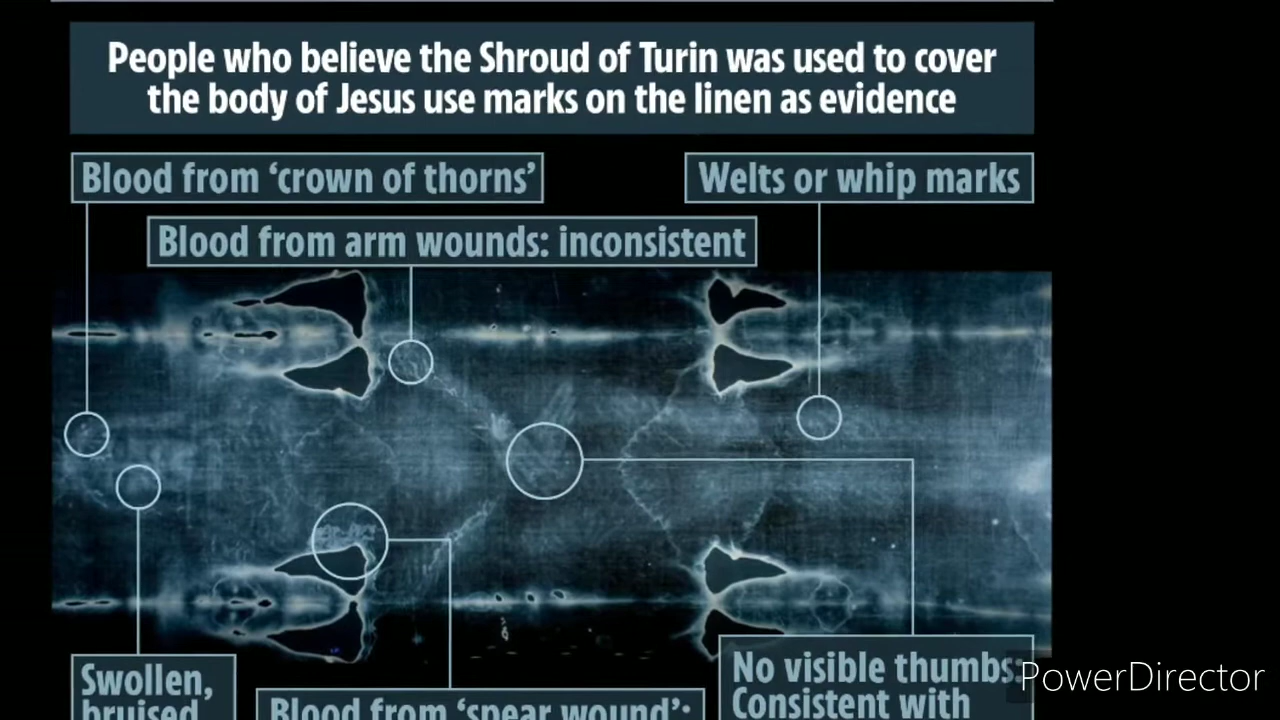 People who believe the Shroud of Turin was used to cover
the body of Jesus use marks on the linen as evidence
Blood from ‘crown of thorns’
Welts or whip marks
Blood from arm wounds: inconsistent
Swollen,
bruised
Blood from ‘spear wound’:
No visible thumbs:
Consistent with
PowerDirector